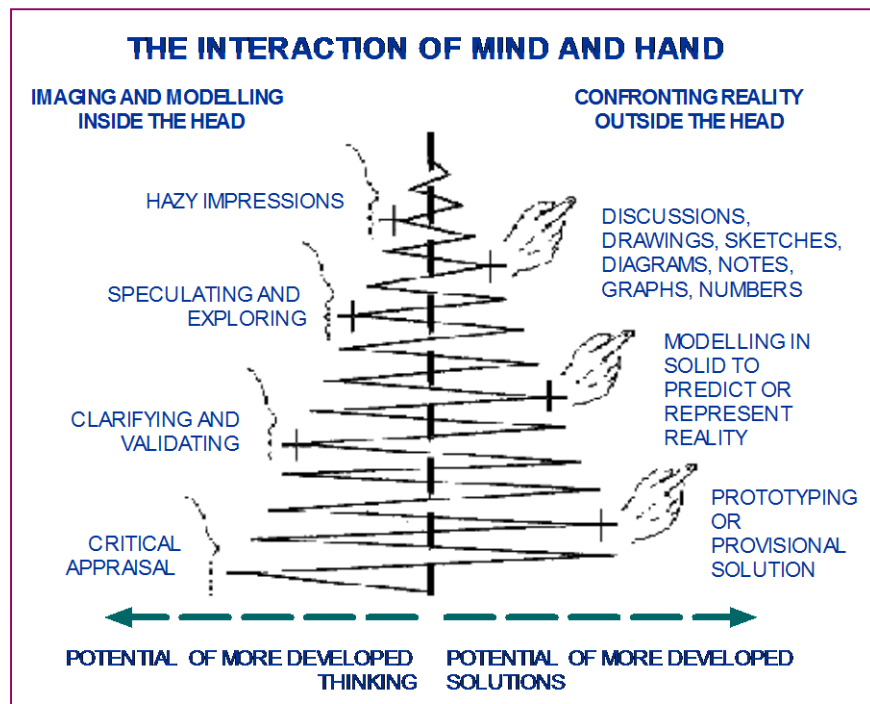 THE INTERACTION OF MIND AND HAND
IMAGING AND MODELLING
INSIDE THE HEAD
CONFRONTING REALITY
OUTSIDE THE HEAD
HAZY IMPRESSIONS
DISCUSSIONS,
DRAWINGS, SKETCHES,
DIAGRAMS, NOTES,
GRAPHS, NUMBERS
SPECULATING AND
EXPLORING
MODELLING IN
SOLID TO
PREDICT OR
REPRESENT
REALITY
CLARIFYING AND
VALIDATING
PROTOTYPING
OR
PROVISIONAL
SOLUTION
CRITICAL
APPRAISAL
POTENTIAL OF MORE DEVELOPED
THINKING
POTENTIAL OF MORE DEVELOPED
SOLUTIONS